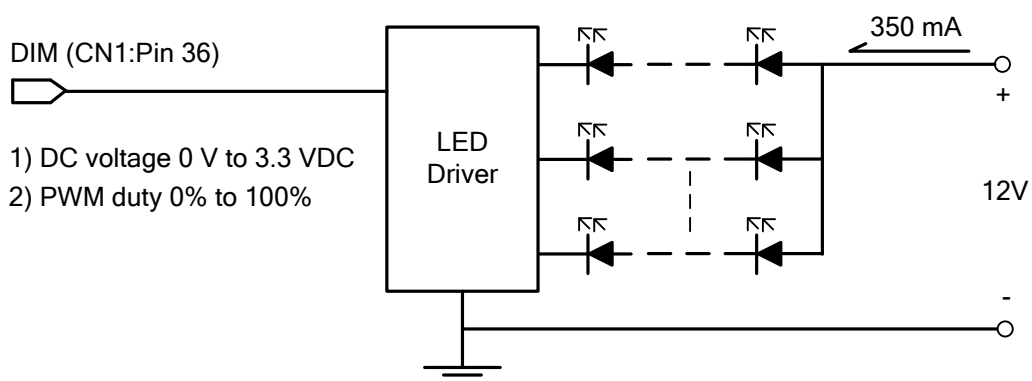 350 mA
DIM (CN1:Pin 36)
+
LED
Driver
1) DC voltage 0 V to 3.3 VDC
2) PWM duty 0% to 100%
12V
-